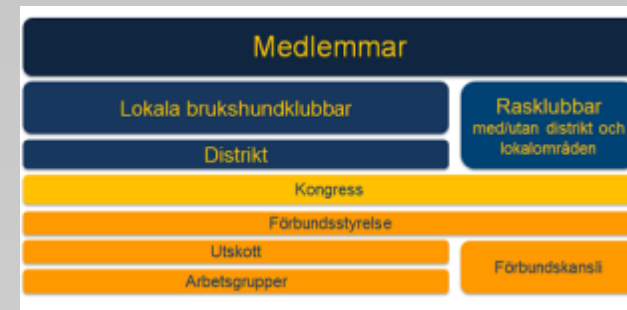 Medlemmar
Lokala brukshundklubbar
Rasklubbar
med/utan distrikt och
lokalområden
Distrikt
Kongress
Förbundsstyrelse
Utskott
Förbundskansli
Arbetsgrupper